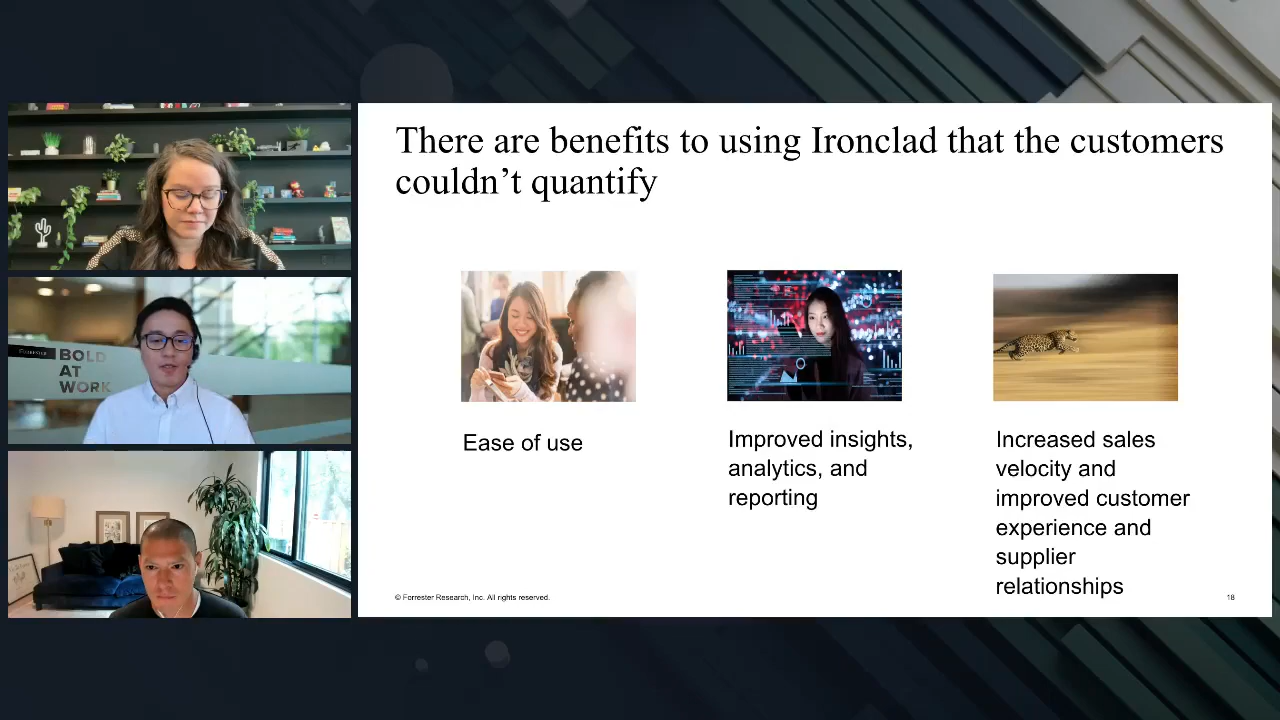 There are benefits to using Ironclad that the customers
couldn’t quantify
FORRESTER
BOLD
AT
WORK
Ease of use
Improved insights,
analytics, and
reporting
Increased sales
velocity and
improved customer
experience and
supplier
relationships
© Forrester Research, Inc. All rights reserved.
18